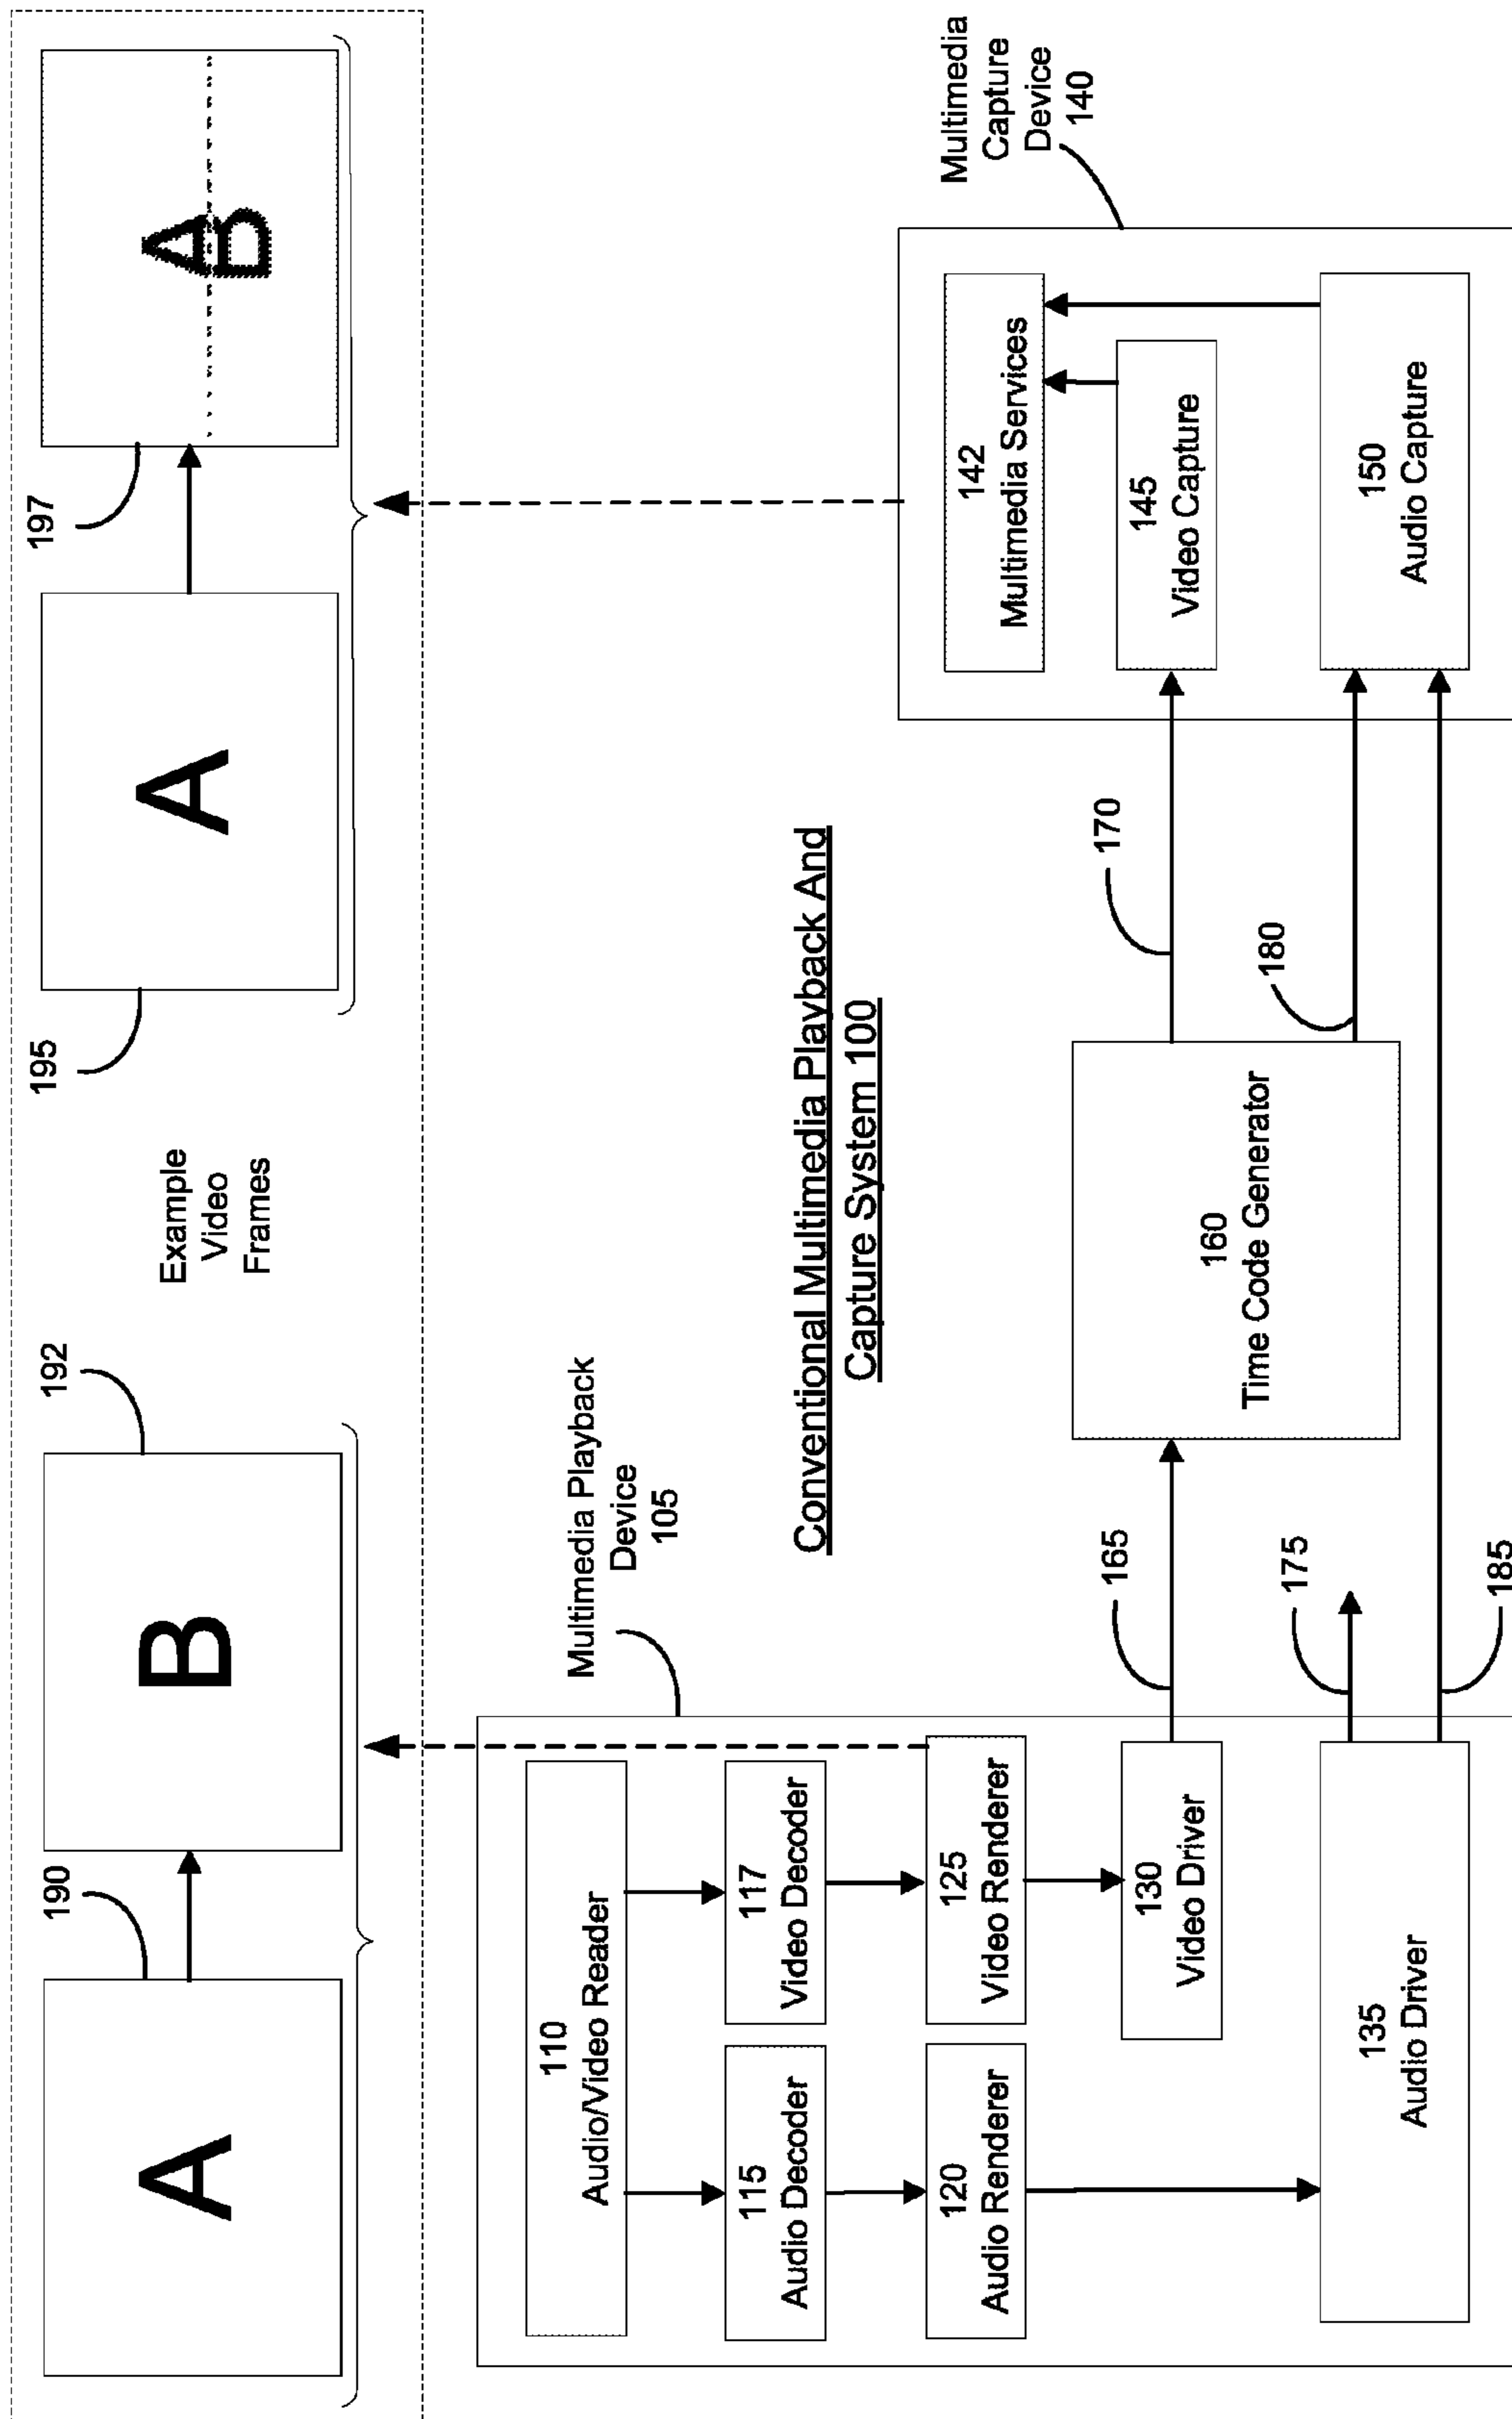 190
192
Example
Video
Frames
195
197
A
B
A
A
B
Multimedia Playback
Device
105
110
Audio/Video Reader
115
Audio Decoder
117
Video Decoder
120
Audio Renderer
125
Video Renderer
130
Video Driver
135
Audio Driver
Conventional Multimedia Playback And
Capture System 100
165
175
185
160
Time Code Generator
170
180
Multimedia
Capture
Device
140
142
Multimedia Services
145
Video Capture
150
Audio Capture